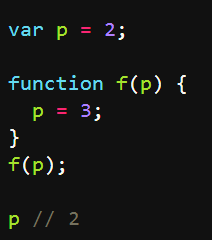 var p = 2;
function f(p) {
  p = 3;
}
f(p);
p // 2